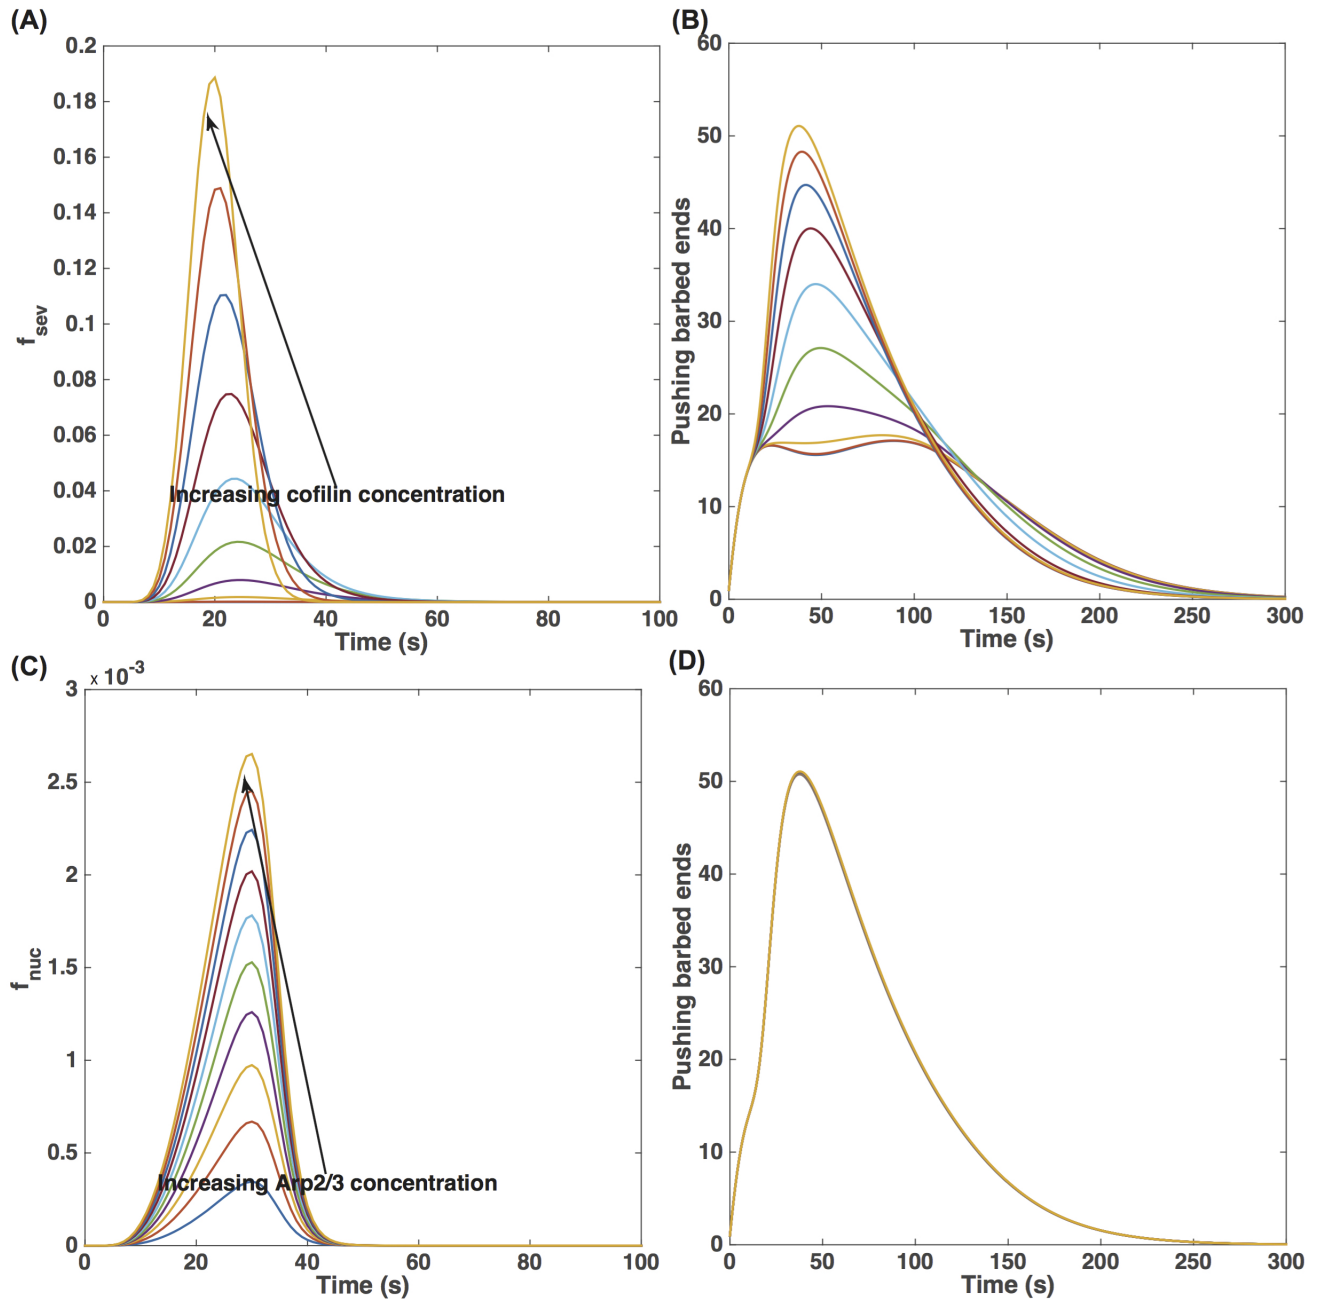 (A)
0.2
0.18
0.16
0.14
0.12
0.1
0.08
0.06
0.04
0.02
0
f_sev
Increasing cofilin concentration
0 20 40 60 80 100
Time (s)
(B)
60
50
40
30
20
10
0
Pushing barbed ends
0 50 100 150 200 250 300
Time (s)
(C)
x 10^-3
3
2.5
2
1.5
1
0.5
0
f_nuc
Increasing Arp2/3 concentration
0 20 40 60 80 100
Time (s)
(D)
60
50
40
30
20
10
0
Pushing barbed ends
0 50 100 150 200 250 300
Time (s)